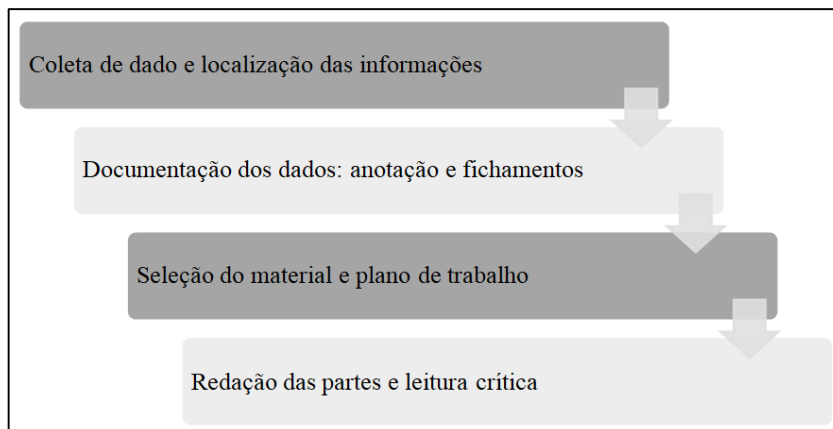 Coleta de dado e localização das informações
Documentação dos dados: anotação e fichamentos
Seleção do material e plano de trabalho
Redação das partes e leitura crítica